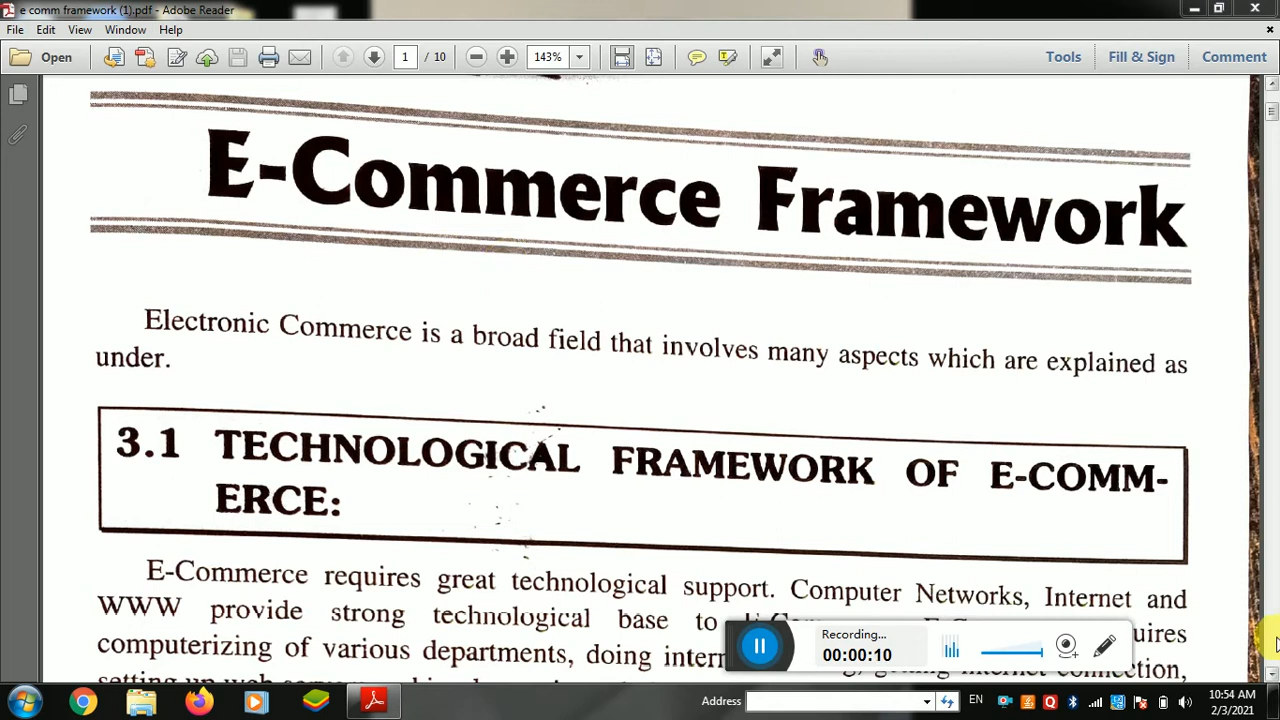 e comm framework (1).pdf - Adobe Reader
File Edit View Window Help
Open 1 / 10 143% Tools Fill & Sign Comment
E-Commerce Framework
Electronic Commerce is a broad field that involves many aspects which are explained as
under.
3.1 TECHNOLOGICAL FRAMEWORK OF E-COMM-
ERCE:
E-Commerce requires great technological support. Computer Networks, Internet and
WWW provide strong technological base to
computerizing of various departments, doing internet connection,
Recording...
00:00:10
Address EN 10:54 AM
2/3/2021